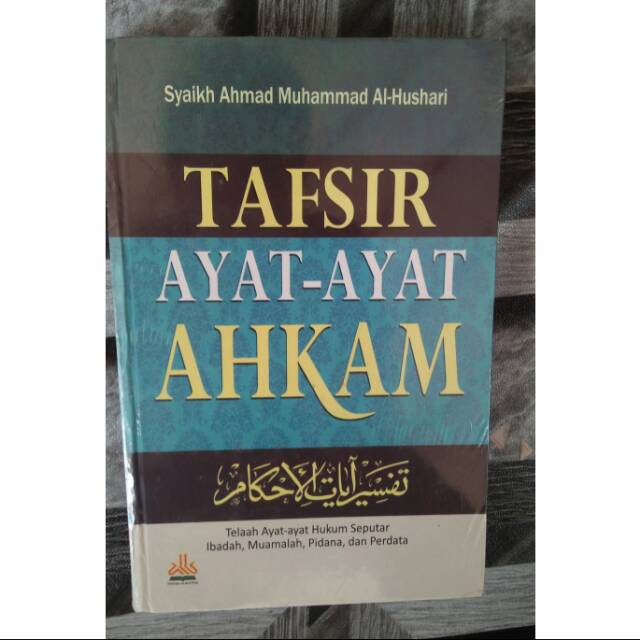 Syaikh Ahmad Muhammad Al-Hushari
TAFSIR
AYAT-AYAT
AHKAM
تفسير آيات الأحكام
Telaah Ayat-ayat Hukum Seputar
Ibadah, Muamalah, Pidana, dan Perdata